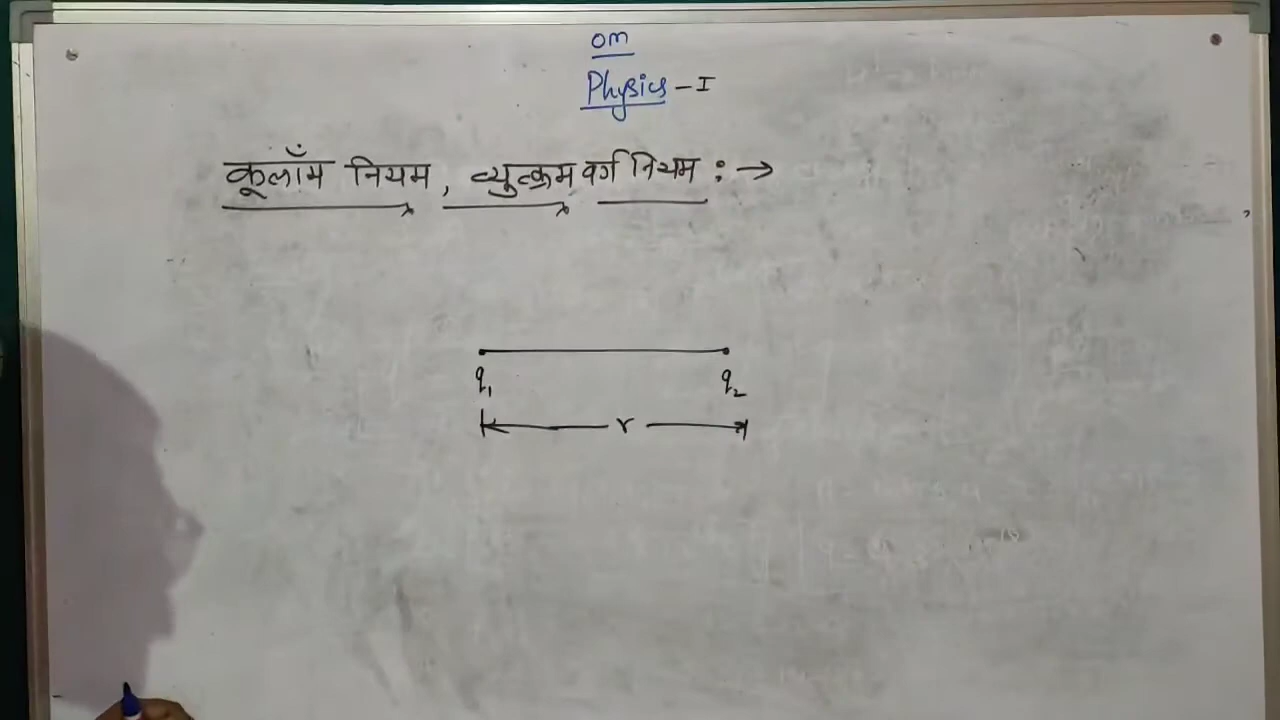 om
Physics - I
कूलाँम नियम, व्युत्क्रम वर्ग नियम : →
q₁ q₂
r